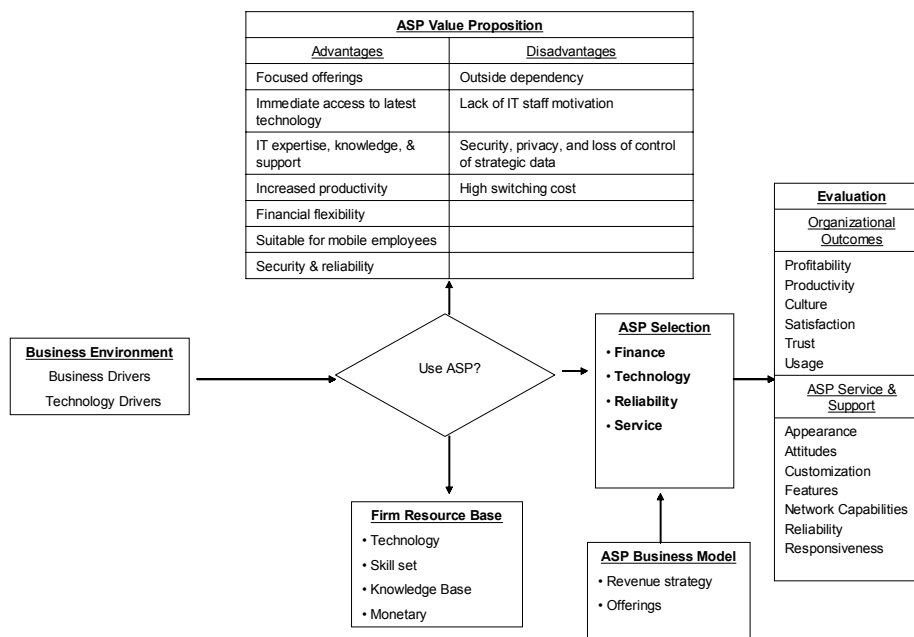 ASP Value Proposition
Advantages
Disadvantages
Focused offerings
Outside dependency
Immediate access to latest
technology
Lack of IT staff motivation
IT expertise, knowledge, &
support
Security, privacy, and loss of control
of strategic data
Increased productivity
High switching cost
Financial flexibility
Suitable for mobile employees
Security & reliability
Business Environment
Business Drivers
Technology Drivers
Use ASP?
ASP Selection
• Finance
• Technology
• Reliability
• Service
Firm Resource Base
• Technology
• Skill set
• Knowledge Base
• Monetary
ASP Business Model
• Revenue strategy
• Offerings
Evaluation
Organizational
Outcomes
Profitability
Productivity
Culture
Satisfaction
Trust
Usage
ASP Service &
Support
Appearance
Attitudes
Customization
Features
Network Capabilities
Reliability
Responsiveness